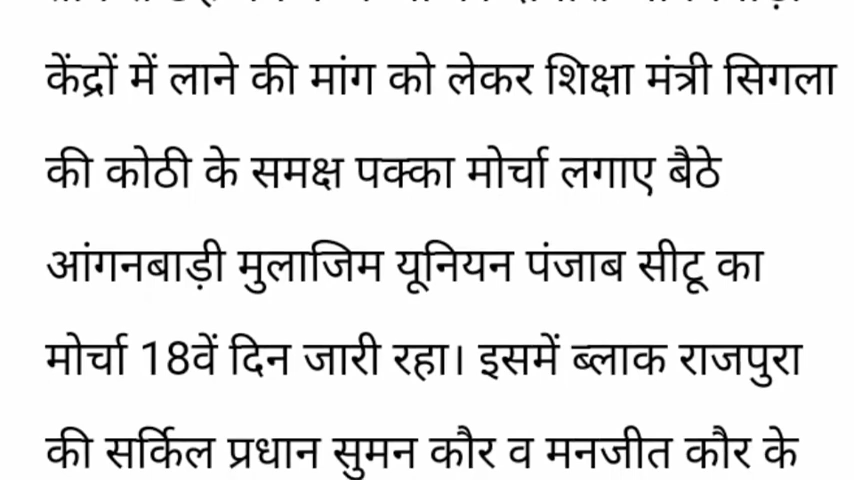 केंद्रों में लाने की मांग को लेकर शिक्षा मंत्री सिगला
की कोठी के समक्ष पक्का मोर्चा लगाए बैठे
आंगनबाड़ी मुलाजिम यूनियन पंजाब सीटू का
मोर्चा 18वें दिन जारी रहा। इसमें ब्लाक राजपुरा
की सर्किल प्रधान सुमन कौर व मनजीत कौर के